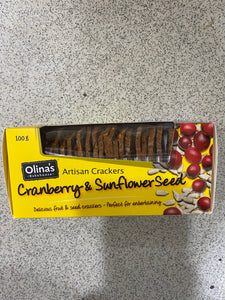 100g
Olina's
Bakehouse
Artisan Crackers
Cranberry & Sunflower Seed
Delicious fruit & seed crackers - Perfect for entertaining